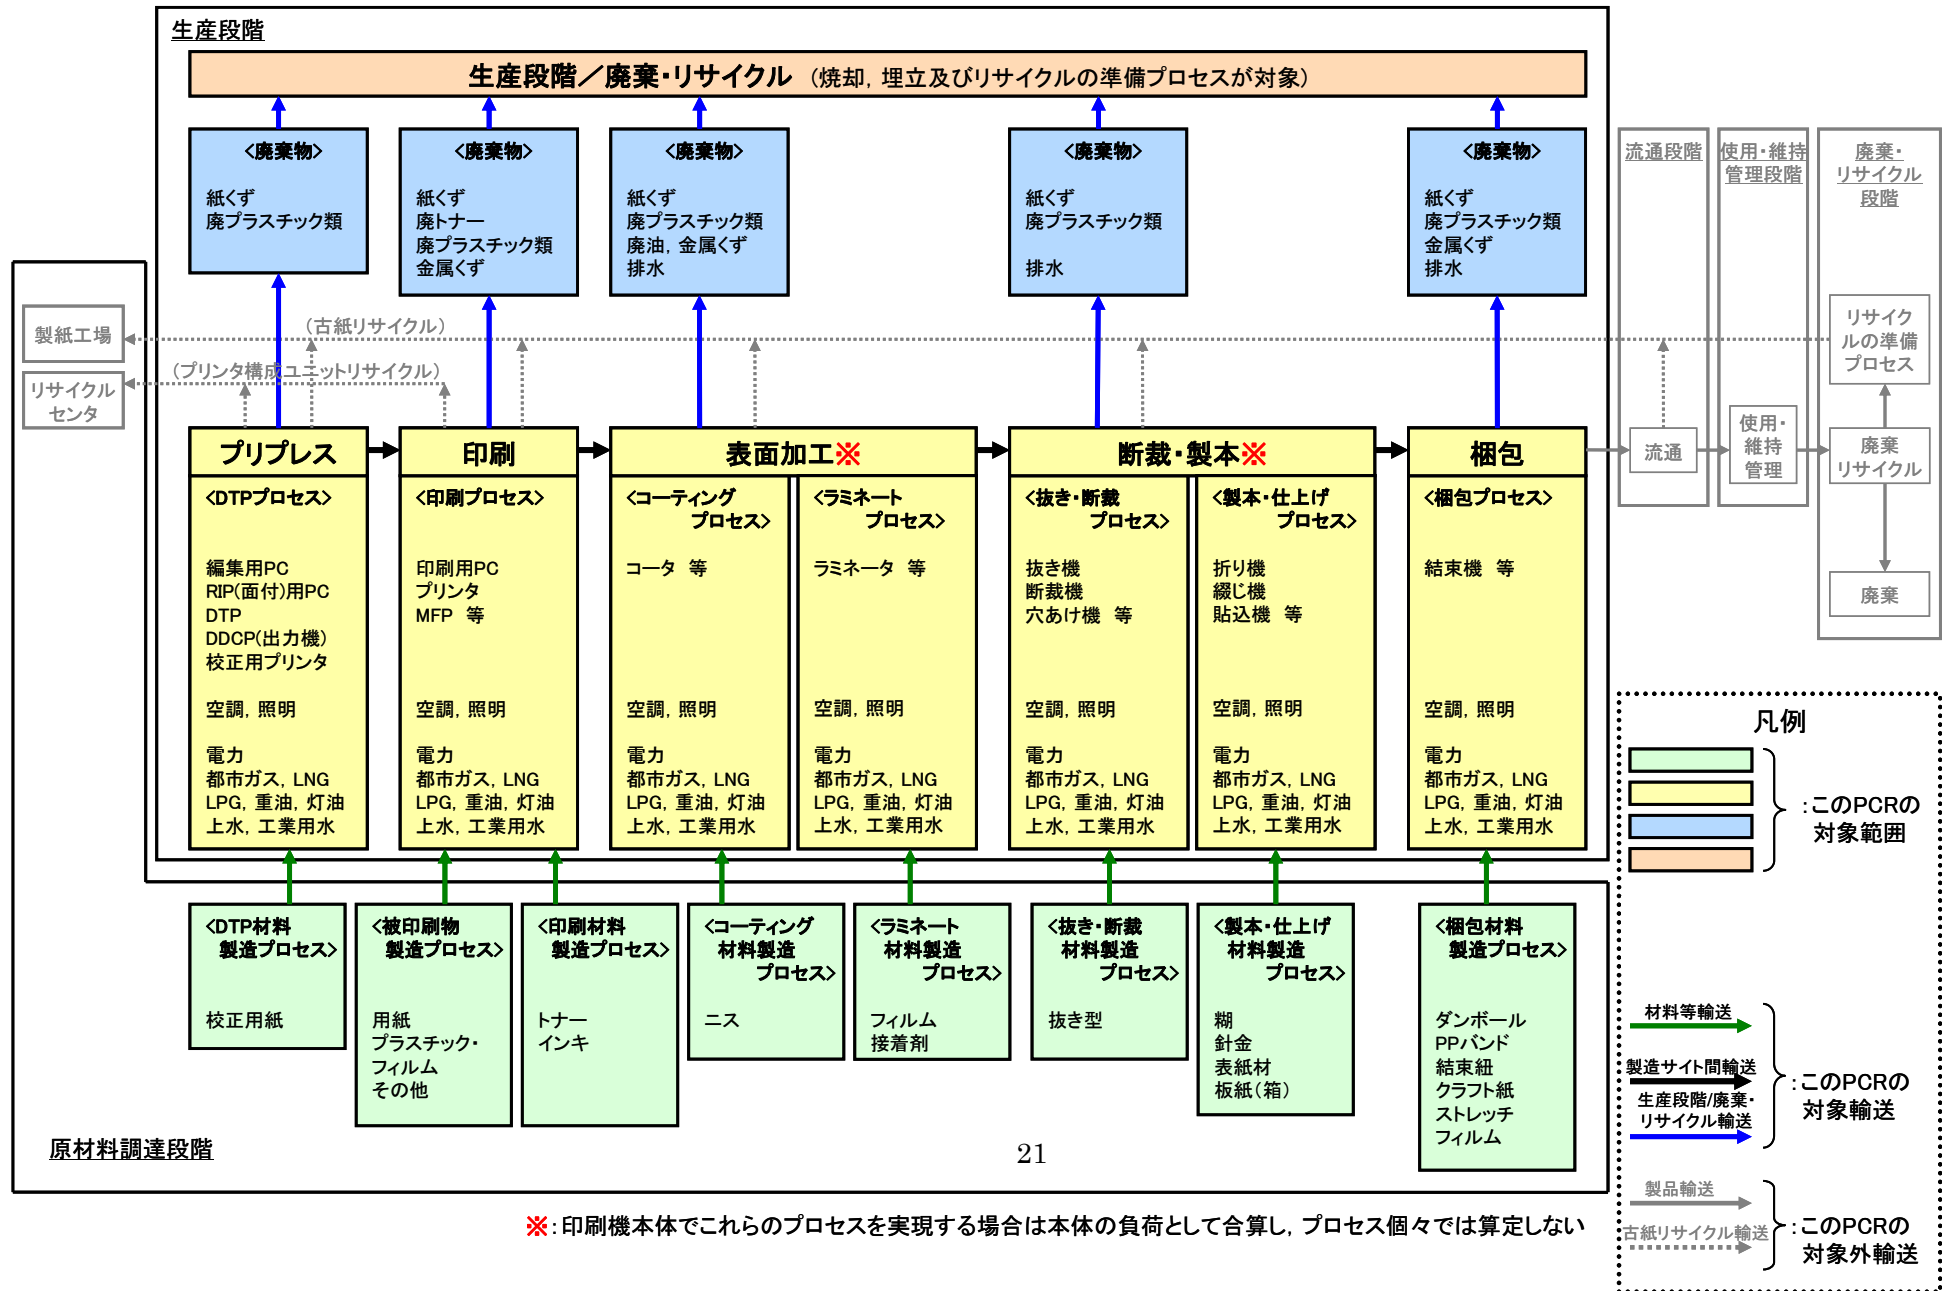 生産段階
生産段階／廃棄・リサイクル （焼却，埋立及びリサイクルの準備プロセスが対象）
<廃棄物>
紙くず
廃プラスチック類
<廃棄物>
紙くず
廃トナー
廃プラスチック類
金属くず
<廃棄物>
紙くず
廃プラスチック類
廃油，金属くず
排水
<廃棄物>
紙くず
廃プラスチック類
排水
<廃棄物>
紙くず
廃プラスチック類
金属くず
排水
流通段階
使用・維持
管理段階
廃棄・
リサイクル
段階
製紙工場
リサイクル
センタ
（古紙リサイクル）
（プリンタ構成ユニットリサイクル）
リサイク
ルの準備
プロセス
プリプレス
<DTPプロセス>
編集用PC
RIP(面付)用PC
DTP
DDCP(出力機)
校正用プリンタ
空調，照明
電力
都市ガス，LNG
LPG，重油，灯油
上水，工業用水
印刷
<印刷プロセス>
印刷用PC
プリンタ
MFP 等
空調，照明
電力
都市ガス，LNG
LPG，重油，灯油
上水，工業用水
表面加工※
<コーティング
プロセス>
コータ 等
空調，照明
電力
都市ガス，LNG
LPG，重油，灯油
上水，工業用水
<ラミネート
プロセス>
ラミネータ 等
空調，照明
電力
都市ガス，LNG
LPG，重油，灯油
上水，工業用水
断裁・製本※
<抜き・断裁
プロセス>
抜き機
断裁機
穴あけ機 等
空調，照明
電力
都市ガス，LNG
LPG，重油，灯油
上水，工業用水
<製本・仕上げ
プロセス>
折り機
綴じ機
貼込機 等
空調，照明
電力
都市ガス，LNG
LPG，重油，灯油
上水，工業用水
梱包
<梱包プロセス>
結束機 等
空調，照明
電力
都市ガス，LNG
LPG，重油，灯油
上水，工業用水
流通
使用・
維持
管理
廃棄
リサイクル
廃棄
<DTP材料
製造プロセス>
校正用紙
<被印刷物
製造プロセス>
用紙
プラスチック・
フィルム
その他
<印刷材料
製造プロセス>
トナー
インキ
<コーティング
材料製造
プロセス>
ニス
<ラミネート
材料製造
プロセス>
フィルム
接着剤
<抜き・断裁
材料製造
プロセス>
抜き型
<製本・仕上げ
材料製造
プロセス>
糊
針金
表紙材
板紙（箱）
<梱包材料
製造プロセス>
ダンボール
PPバンド
結束紐
クラフト紙
ストレッチ
フィルム
原材料調達段階
21
※：印刷機本体でこれらのプロセスを実現する場合は本体の負荷として合算し，プロセス個々では算定しない
凡例
：このPCRの
対象範囲
材料等輸送
製造サイト間輸送
生産段階/廃棄・
リサイクル輸送
：このPCRの
対象輸送
製品輸送
古紙リサイクル輸送
：このPCRの
対象外輸送